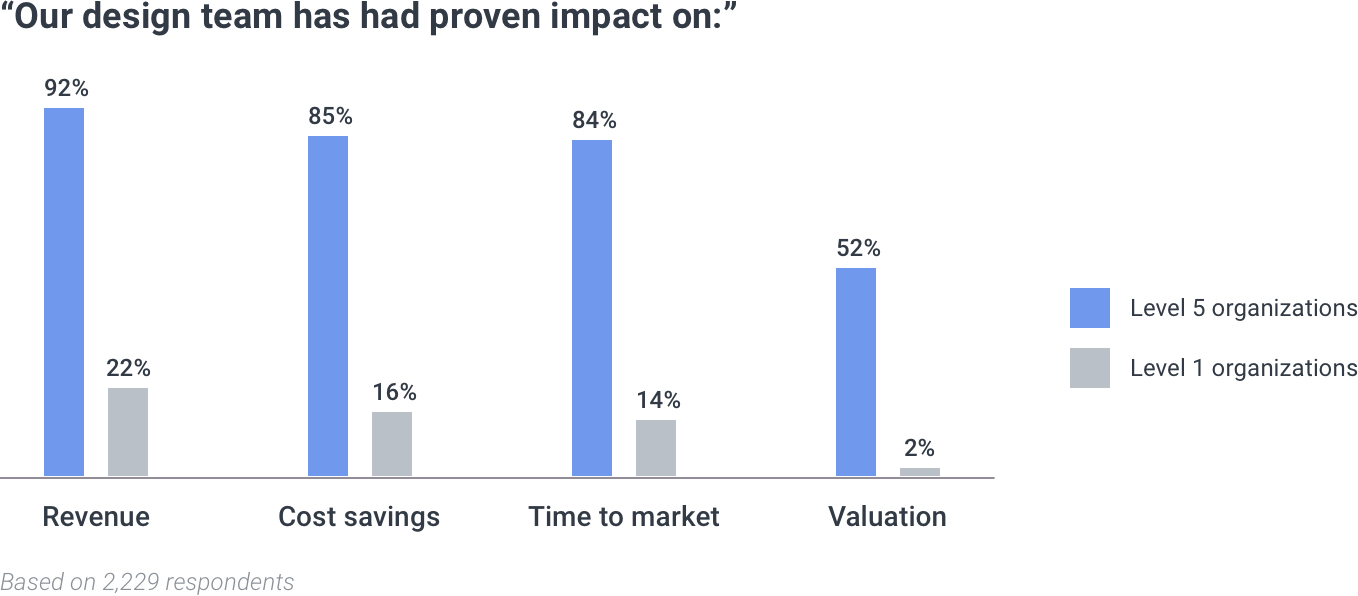 “Our design team has had proven impact on:”
92%
22%
85%
16%
84%
14%
52%
2%
Revenue
Cost savings
Time to market
Valuation
Level 5 organizations
Level 1 organizations
Based on 2,229 respondents